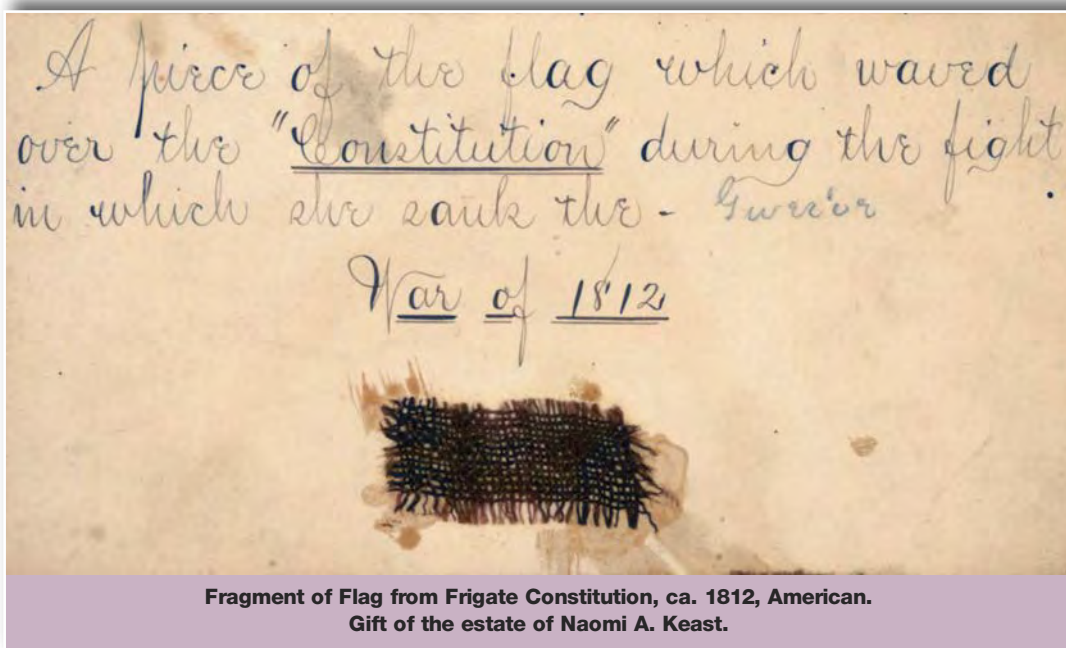 A piece of the flag which waved
over the "Constitution" during the fight
in which she sank the -
War of 1812
Fragment of Flag from Frigate Constitution, ca. 1812, American.
Gift of the estate of Naomi A. Keast.